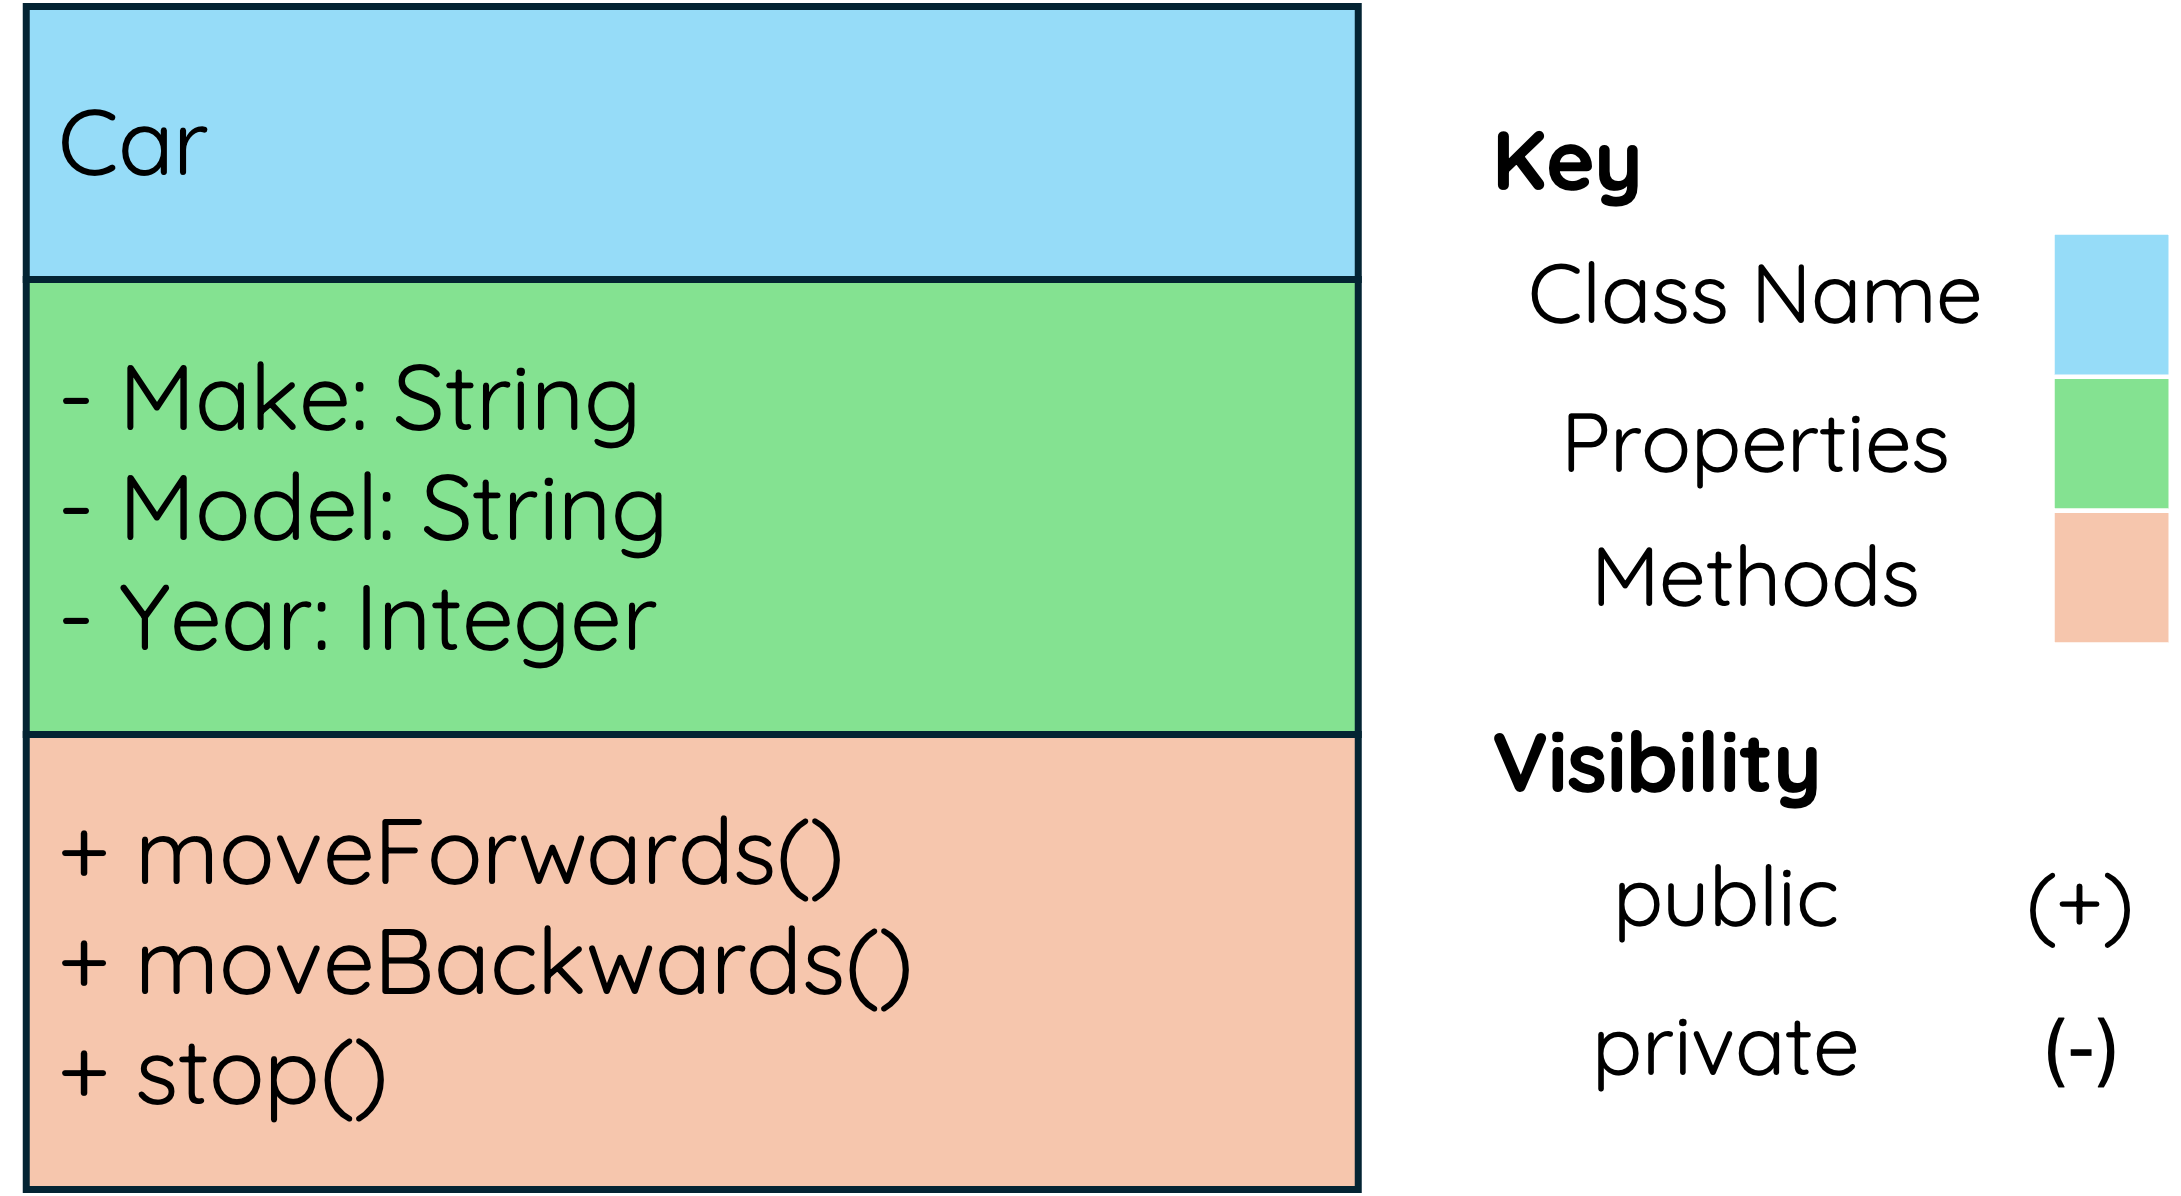 Car
- Make: String
- Model: String
- Year: Integer
+ moveForwards()
+ moveBackwards()
+ stop()
Key
Class Name
Properties
Methods
Visibility
public (+)
private (-)